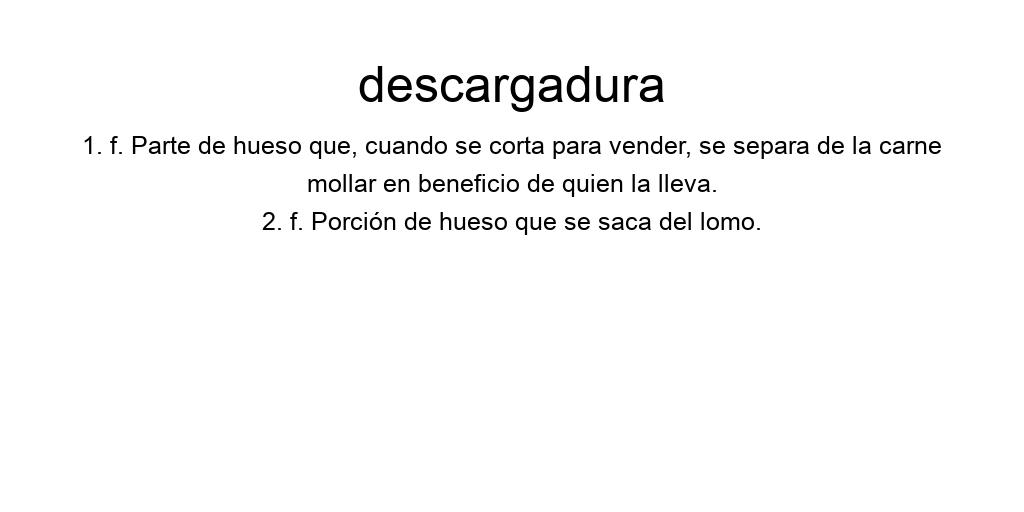 descargadura
1. f. Parte de hueso que, cuando se corta para vender, se separa de la carne
mollar en beneficio de quien la lleva.
2. f. Porción de hueso que se saca del lomo.